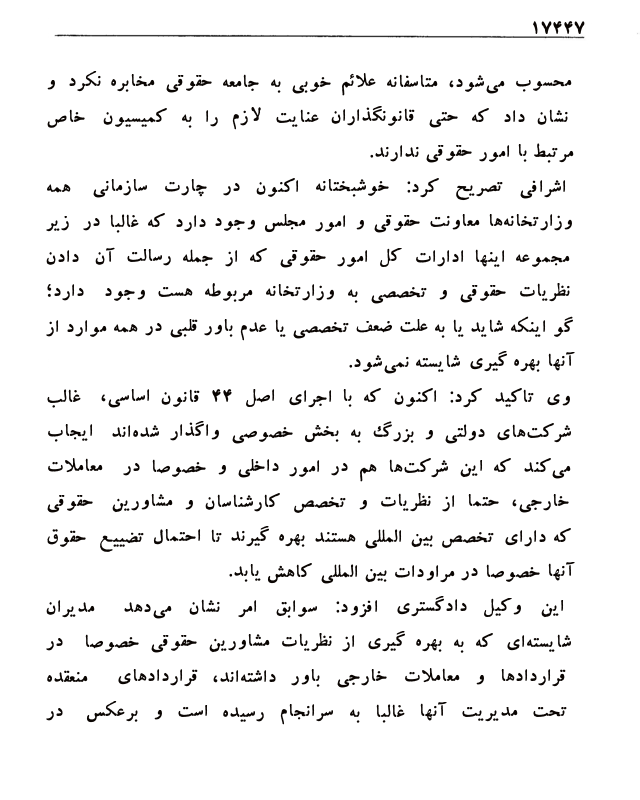 ۱۷۴۴۷
محسوب می‌شود، متاسفانه علائم خوبی به جامعه حقوقی مخابره نکرد و
نشان داد که حتی قانونگذاران عنایت لازم را به کمیسیون خاص
مرتبط با امور حقوقی ندارند.
اشرافی تصریح کرد: خوشبختانه اکنون در چارت سازمانی همه
وزارتخانه‌ها معاونت حقوقی و امور مجلس وجود دارد که غالبا در زیر
مجموعه اینها ادارات کل امور حقوقی که از جمله رسالت آن دادن
نظریات حقوقی و تخصصی به وزارتخانه مربوطه هست وجود دارد؛
گو اینکه شاید یا به علت ضعف تخصصی یا عدم باور قلبی در همه موارد از
آنها بهره گیری شایسته نمی‌شود.
وی تاکید کرد: اکنون که با اجرای اصل ۴۴ قانون اساسی، غالب
شرکت‌های دولتی و بزرگ به بخش خصوصی واگذار شده‌اند ایجاب
می‌کند که این شرکت‌ها هم در امور داخلی و خصوصا در معاملات
خارجی، حتما از نظریات و تخصص کارشناسان و مشاورین حقوقی
که دارای تخصص بین المللی هستند بهره گیرند تا احتمال تضییع حقوق
آنها خصوصا در مراودات بین المللی کاهش یابد.
این وکیل دادگستری افزود: سوابق امر نشان می‌دهد مدیران
شایسته‌ای که به بهره گیری از نظریات مشاورین حقوقی خصوصا در
قراردادها و معاملات خارجی باور داشته‌اند، قراردادهای منعقده
تحت مدیریت آنها غالبا به سرانجام رسیده است و برعکس در